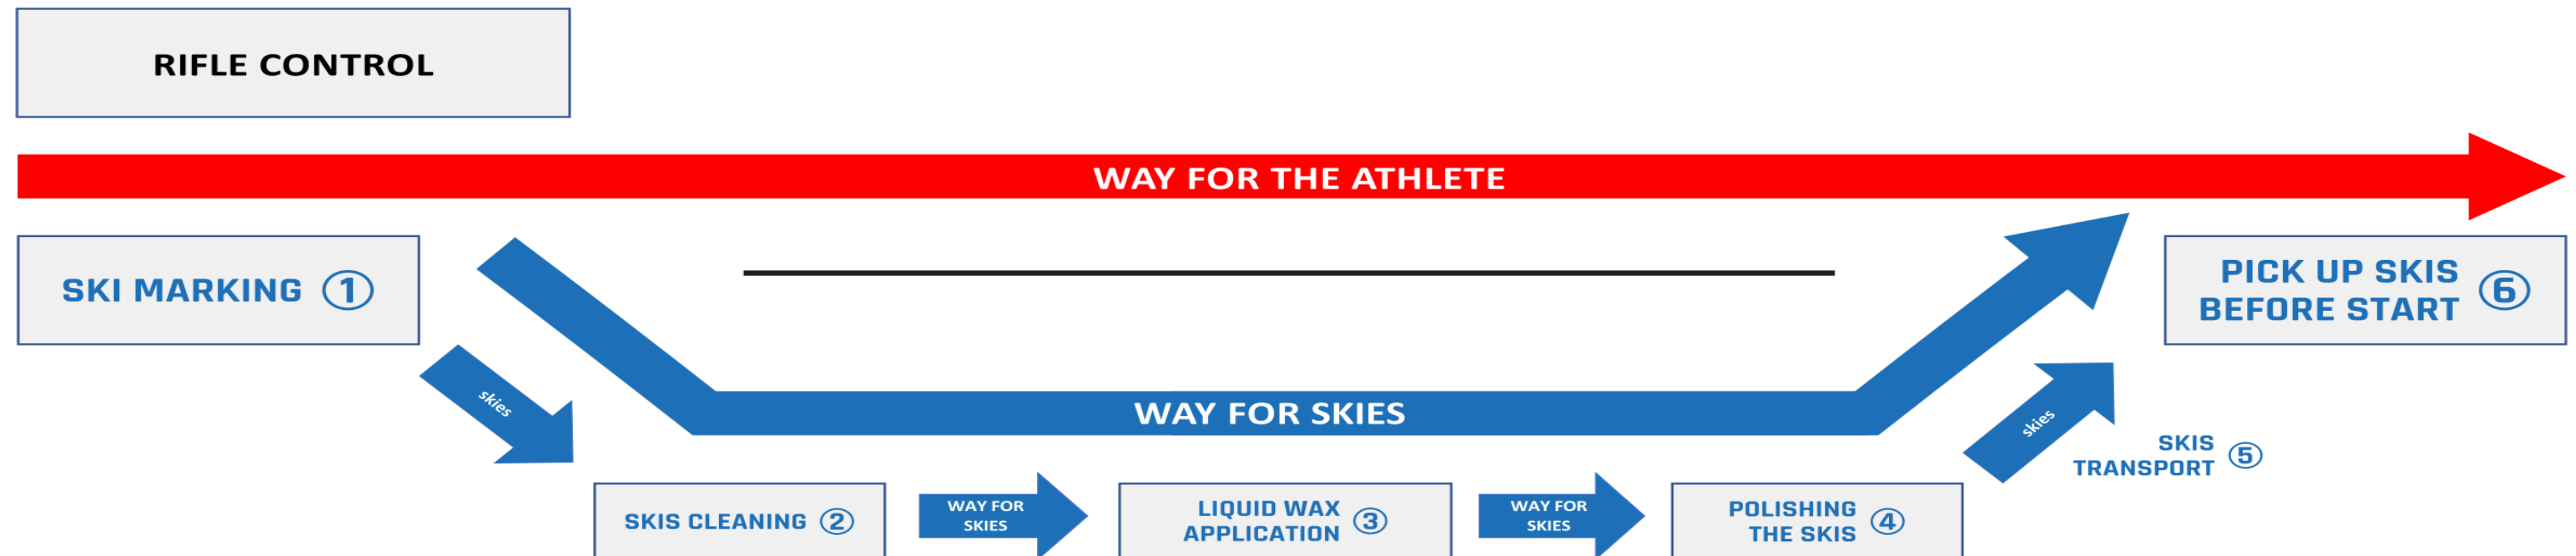 RIFLE CONTROL
WAY FOR THE ATHLETE
SKI MARKING 1
PICK UP SKIS
BEFORE START 6
skies
WAY FOR SKIES
skies
SKIS
TRANSPORT 5
SKIS CLEANING 2
WAY FOR
SKIES
LIQUID WAX
APPLICATION 3
WAY FOR
SKIES
POLISHING
THE SKIS 4